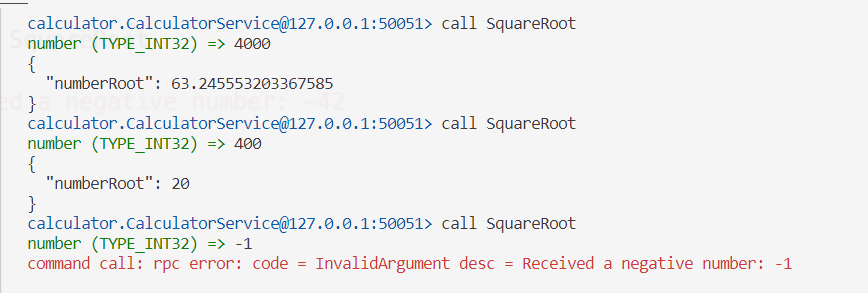 calculator.CalculatorService@127.0.0.1:50051> call SquareRoot
number (TYPE_INT32) => 4000
{
  "numberRoot": 63.245553203367585
}
calculator.CalculatorService@127.0.0.1:50051> call SquareRoot
number (TYPE_INT32) => 400
{
  "numberRoot": 20
}
calculator.CalculatorService@127.0.0.1:50051> call SquareRoot
number (TYPE_INT32) => -1
command call: rpc error: code = InvalidArgument desc = Received a negative number: -1